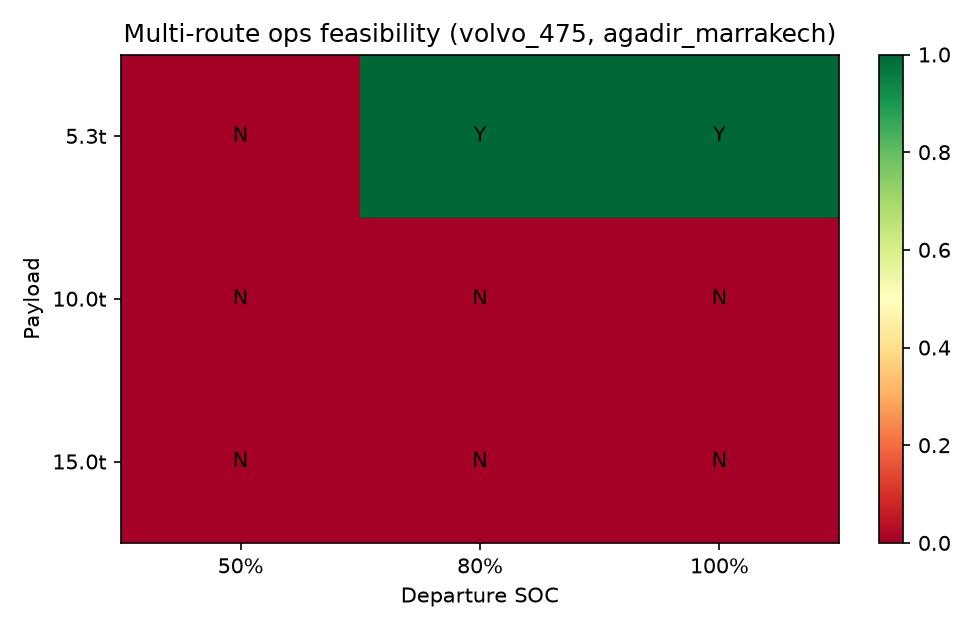 Multi-route ops feasibility (volvo_475, agadir_marrakech)
Payload
5.3t
N Y Y
10.0t
N N N
15.0t
N N N
50% 80% 100%
Departure SOC
1.0
0.8
0.6
0.4
0.2
0.0